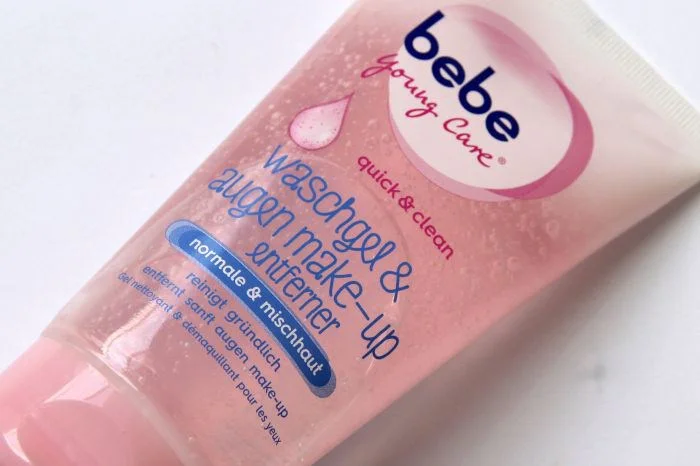 bebe
young Care®
quick & clean
waschgel &
augen make-up
entferner
normale & mischhaut
reinigt gründlich
entfernt sanft augen make-up
Gel nettoyant & démaquillant pour les yeux